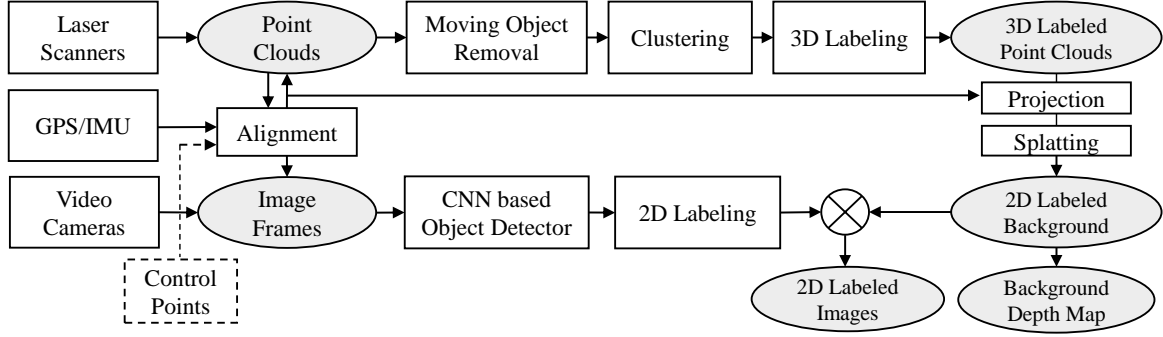 Laser
Scanners
Point
Clouds
Moving Object
Removal
Clustering
3D Labeling
3D Labeled
Point Clouds
GPS/IMU
Alignment
Projection
Splatting
Video
Cameras
Image
Frames
CNN based
Object Detector
2D Labeling
2D Labeled
Background
Control
Points
2D Labeled
Images
Background
Depth Map